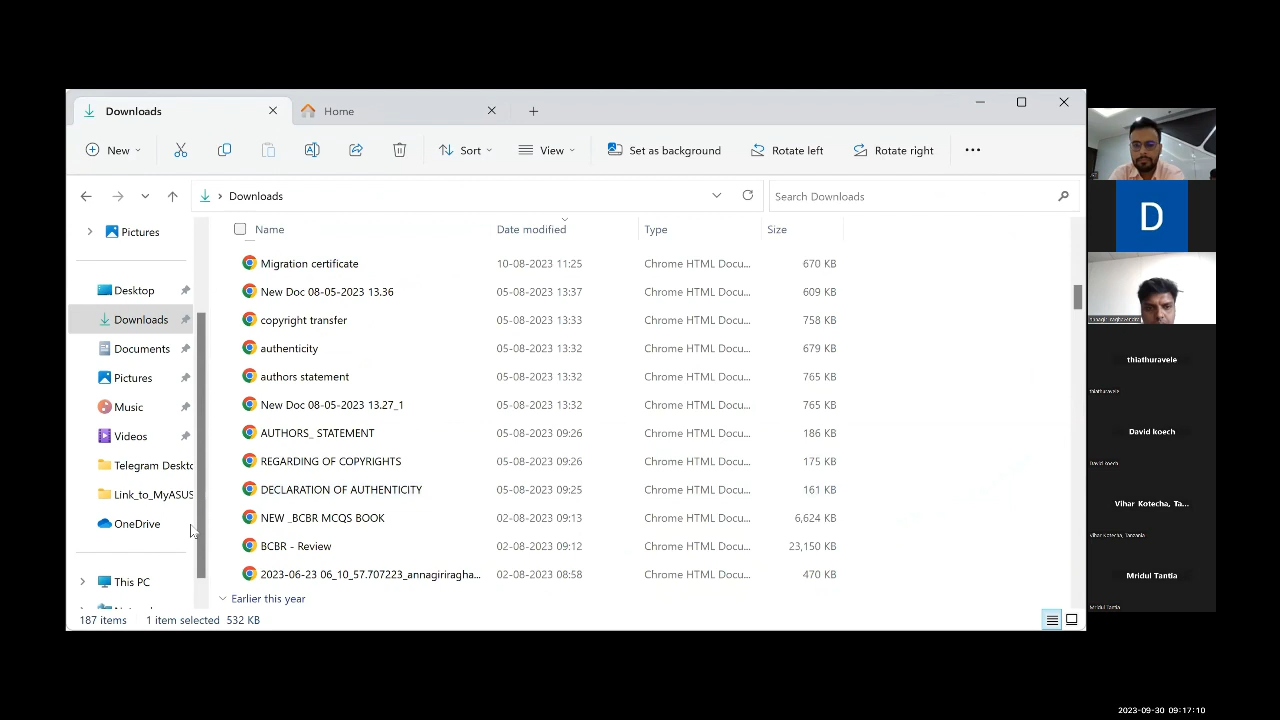 Downloads
Home
New
Sort
View
Set as background
Rotate left
Rotate right
Downloads
Search Downloads
Pictures
Desktop
Downloads
Documents
Pictures
Music
Videos
Telegram Deskto
Link_to_MyASUS
OneDrive
This PC
Name Date modified Type Size
Migration certificate 10-08-2023 11:25 Chrome HTML Docu... 670 KB
New Doc 08-05-2023 13.36 05-08-2023 13:37 Chrome HTML Docu... 609 KB
copyright transfer 05-08-2023 13:33 Chrome HTML Docu... 758 KB
authenticity 05-08-2023 13:32 Chrome HTML Docu... 679 KB
authors statement 05-08-2023 13:32 Chrome HTML Docu... 765 KB
New Doc 08-05-2023 13.27_1 05-08-2023 13:32 Chrome HTML Docu... 765 KB
AUTHORS_ STATEMENT 05-08-2023 09:26 Chrome HTML Docu... 186 KB
REGARDING OF COPYRIGHTS 05-08-2023 09:26 Chrome HTML Docu... 175 KB
DECLARATION OF AUTHENTICITY 05-08-2023 09:25 Chrome HTML Docu... 161 KB
NEW _BCBR MCQS BOOK 02-08-2023 09:13 Chrome HTML Docu... 6,624 KB
BCBR - Review 02-08-2023 09:12 Chrome HTML Docu... 23,150 KB
2023-06-23 06_10_57.707223_annagiriragha... 02-08-2023 08:58 Chrome HTML Docu... 470 KB
Earlier this year
187 items 1 item selected 532 KB
D
thiathuravele
thiathuravele
David koech
David koech
Vihar Kotecha, Ta...
Vihar Kotecha, Tanzania
Mridul Tantia
Mridul Tantia
2023-09-30 09:17:10